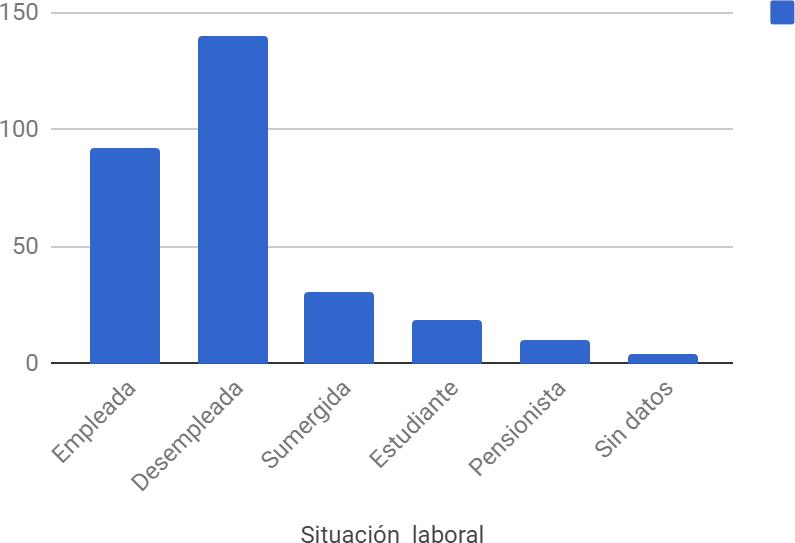 150
100
50
0
Empleada
Desempleada
Sumergida
Estudiante
Pensionista
Sin datos
Situación laboral